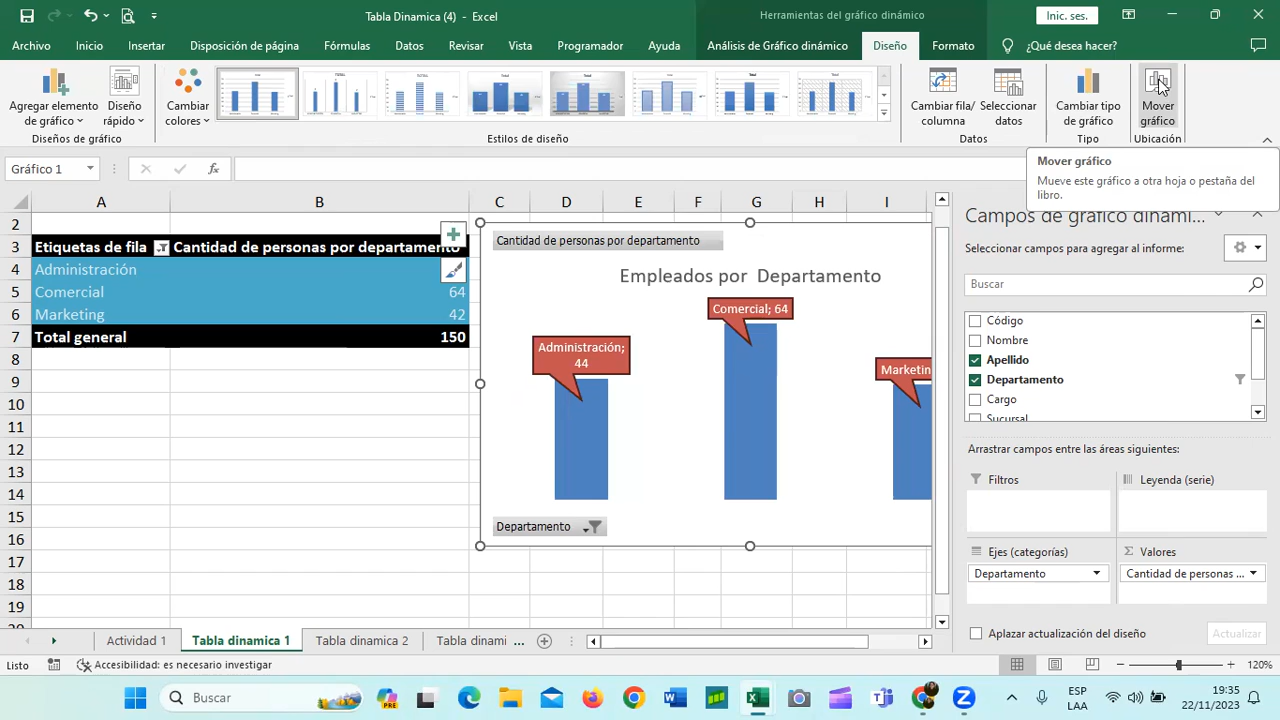 Tabla Dinamica (4) - Excel
Herramientas del gráfico dinámico
Inic. ses.
Archivo Inicio Insertar Disposición de página Fórmulas Datos Revisar Vista Programador Ayuda Análisis de Gráfico dinámico Diseño Formato ¿Qué desea hacer?
Agregar elemento de gráfico
Diseño rápido
Cambiar colores
Cambiar fila/ columna
Seleccionar datos
Cambiar tipo de gráfico
Mover gráfico
Diseños de gráfico
Estilos de diseño
Datos
Tipo
Ubicación
Gráfico 1
fx
Mover gráfico
Mueve este gráfico a otra hoja o pestaña del
libro.
A B C D E F G H I
2
3 Etiquetas de fila Cantidad de personas por departamento
4 Administración
5 Comercial 64
6 Marketing 42
7 Total general 150
8
9
10
11
12
13
14
15
16
17
18
19
Cantidad de personas por departamento
Empleados por Departamento
Comercial; 64
Administración;
44
Marketin
Departamento
Campos de gráfico dinámi...
Seleccionar campos para agregar al informe:
Buscar
Código
Nombre
Apellido
Departamento
Cargo
Sucursal
Arrastrar campos entre las áreas siguientes:
Filtros
Leyenda (serie)
Ejes (categorías)
Valores
Departamento
Cantidad de personas ...
Aplazar actualización del diseño
Actualizar
Actividad 1 Tabla dinamica 1 Tabla dinamica 2 Tabla dinami ...
Listo
Accesibilidad: es necesario investigar
120%
Buscar
PRE
ESP
LAA
19:35
22/11/2023